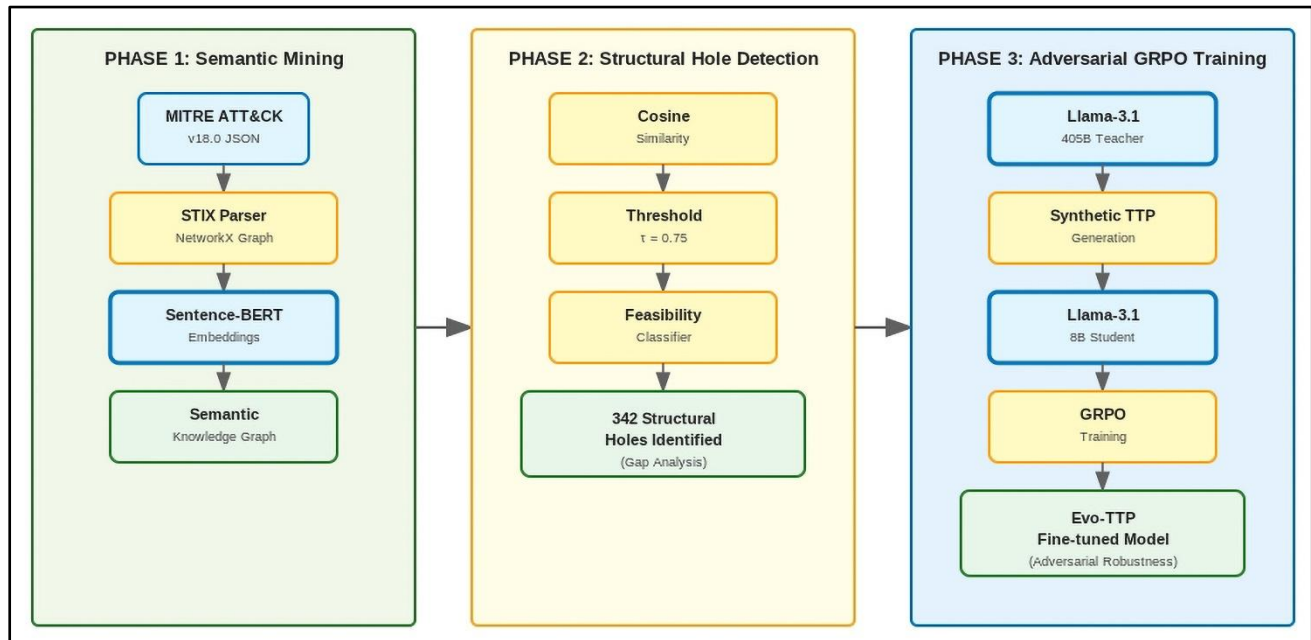 PHASE 1: Semantic Mining
MITRE ATT&CK
v18.0 JSON
STIX Parser
NetworkX Graph
Sentence-BERT
Embeddings
Semantic
Knowledge Graph
PHASE 2: Structural Hole Detection
Cosine
Similarity
Threshold
τ = 0.75
Feasibility
Classifier
342 Structural
Holes Identified
(Gap Analysis)
PHASE 3: Adversarial GRPO Training
Llama-3.1
405B Teacher
Synthetic TTP
Generation
Llama-3.1
8B Student
GRPO
Training
Evo-TTP
Fine-tuned Model
(Adversarial Robustness)